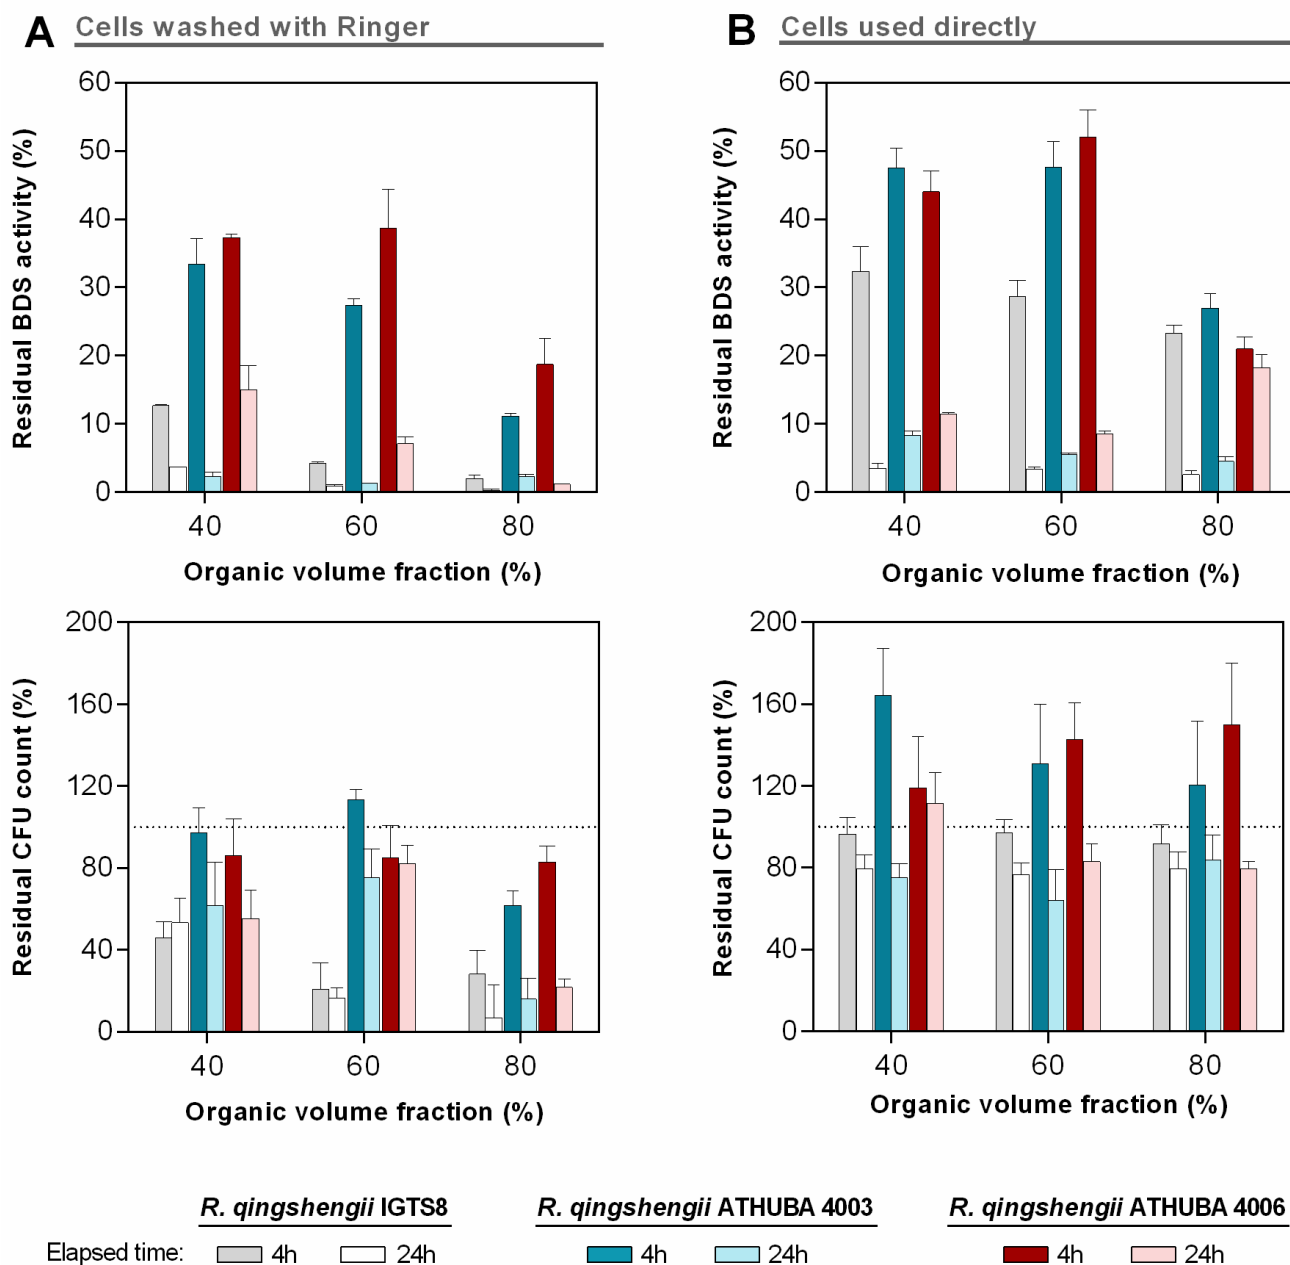 A Cells washed with Ringer
B Cells used directly
Residual BDS activity (%)
60
50
40
30
20
10
0
40 60 80
Organic volume fraction (%)
Residual BDS activity (%)
60
50
40
30
20
10
0
40 60 80
Organic volume fraction (%)
Residual CFU count (%)
200
160
120
80
40
0
40 60 80
Organic volume fraction (%)
Residual CFU count (%)
200
160
120
80
40
0
40 60 80
Organic volume fraction (%)
R. qingshengii IGTS8 R. qingshengii ATHUBA 4003 R. qingshengii ATHUBA 4006
Elapsed time: 4h 24h 4h 24h 4h 24h